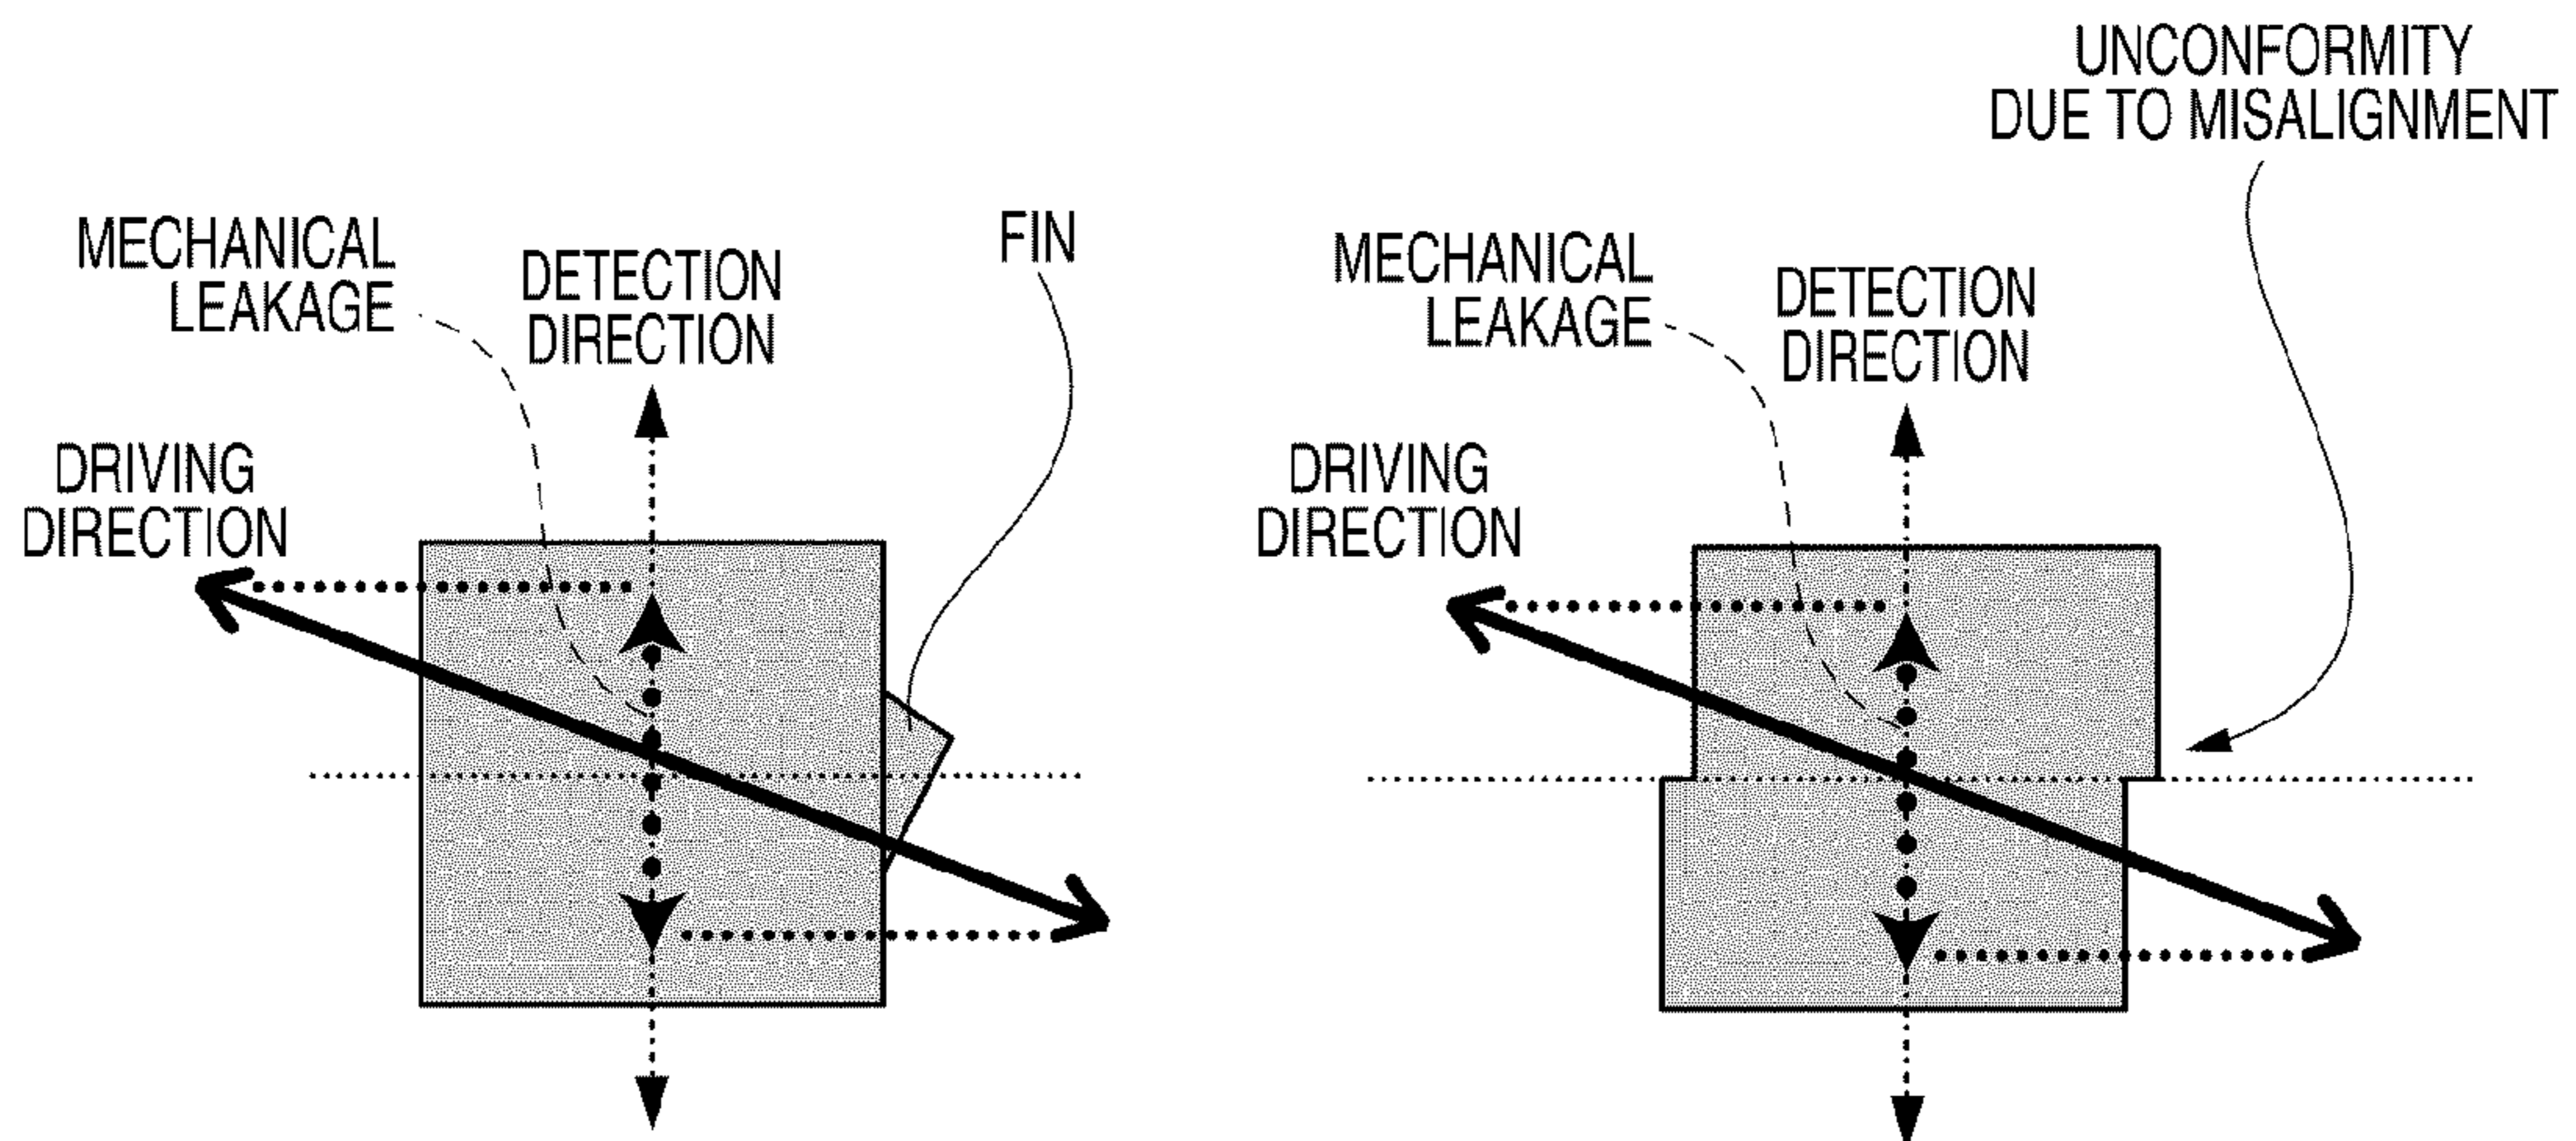 MECHANICAL
LEAKAGE
DETECTION
DIRECTION
FIN
DRIVING
DIRECTION
UNCONFORMITY
DUE TO MISALIGNMENT
MECHANICAL
LEAKAGE
DETECTION
DIRECTION
DRIVING
DIRECTION